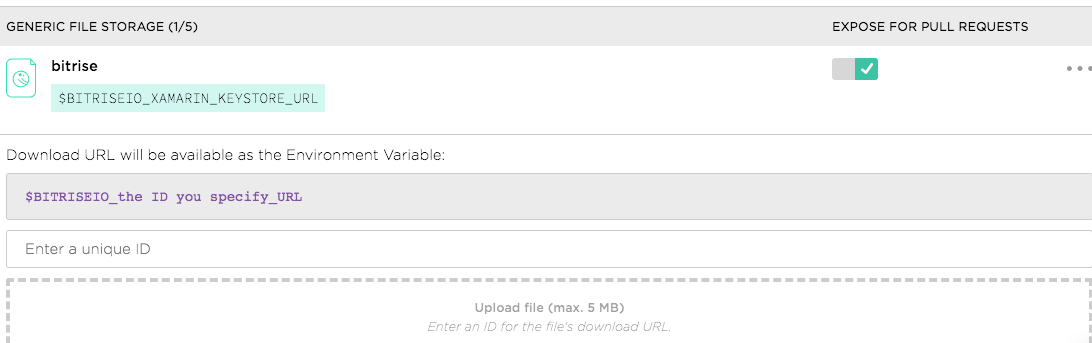 GENERIC FILE STORAGE (1/5) EXPOSE FOR PULL REQUESTS
bitrise
$BITRISEIO_XAMARIN_KEYSTORE_URL
Download URL will be available as the Environment Variable:
$BITRISEIO_the ID you specify_URL
Enter a unique ID
Upload file (max. 5 MB)
Enter an ID for the file's download URL.